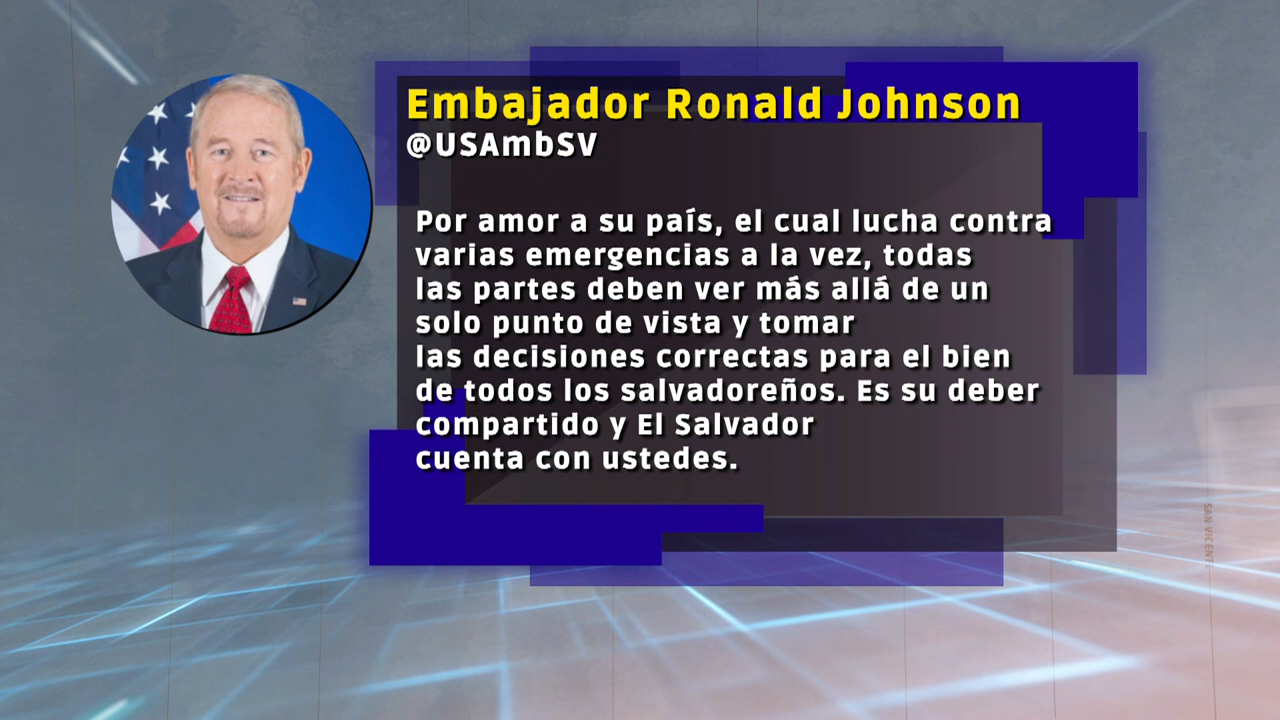 Embajador Ronald Johnson
@USAmbSV
Por amor a su país, el cual lucha contra
varias emergencias a la vez, todas
las partes deben ver más allá de un
solo punto de vista y tomar
las decisiones correctas para el bien
de todos los salvadoreños. Es su deber
compartido y El Salvador
cuenta con ustedes.